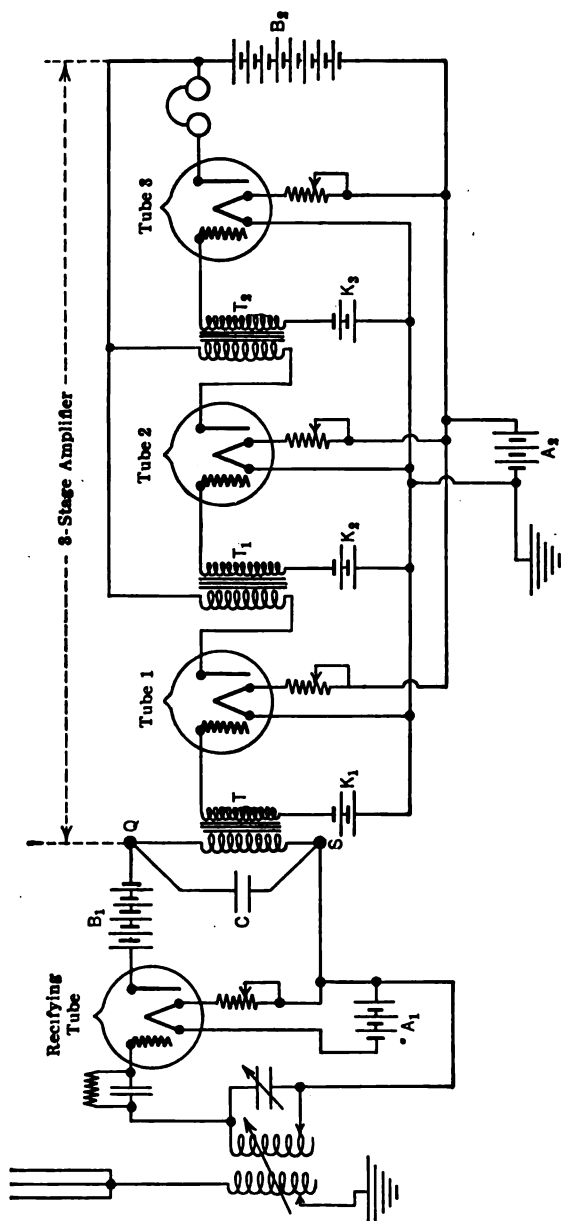 3-Stage Amplifier
Recifying
Tube
B₁
Q
Tube 1
Tube 2
Tube 3
B₂
C
T
T₁
T₂
S
A₁
K₁
K₂
K₃
A₂